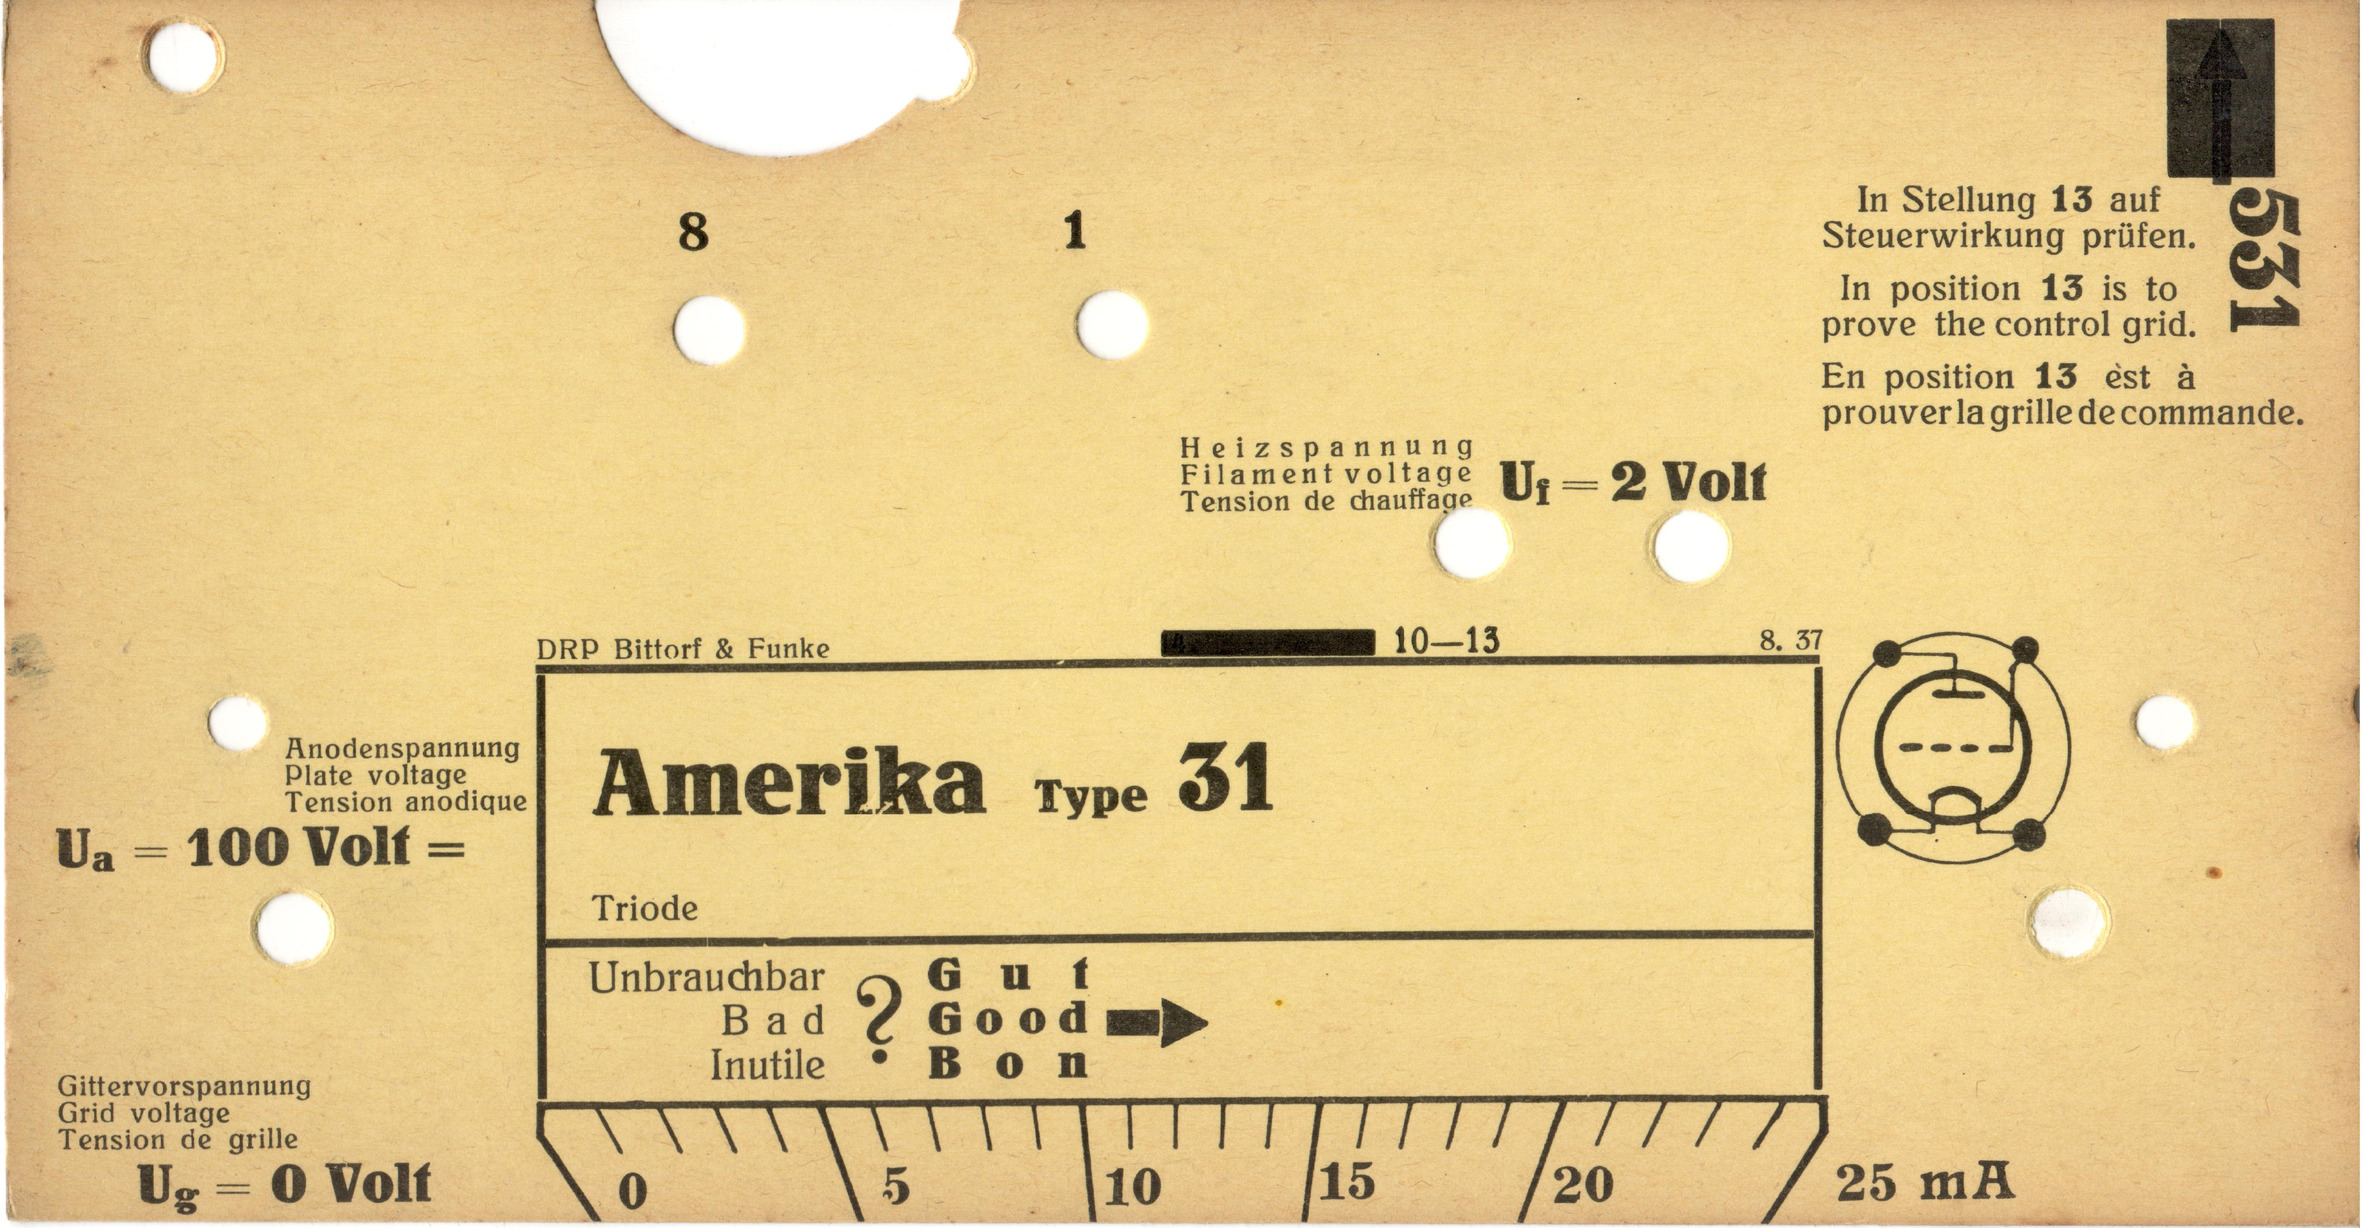 8
1
531
In Stellung 13 auf
Steuerwirkung prüfen.
In position 13 is to
prove the control grid.
En position 13 èst à
prouver la grille de commande.
Heizspannung
Filament voltage
Tension de chauffage
Uf = 2 Volt
DRP Bittorf & Funke
10—13
8. 37
Anodenspannung
Plate voltage
Tension anodique
Ua = 100 Volt =
Amerika Type 31
Triode
Unbrauchbar
Bad
Inutile
?
Gut
Good
Bon
Gittervorspannung
Grid voltage
Tension de grille
Ug = 0 Volt
0 5 10 15 20 25 mA